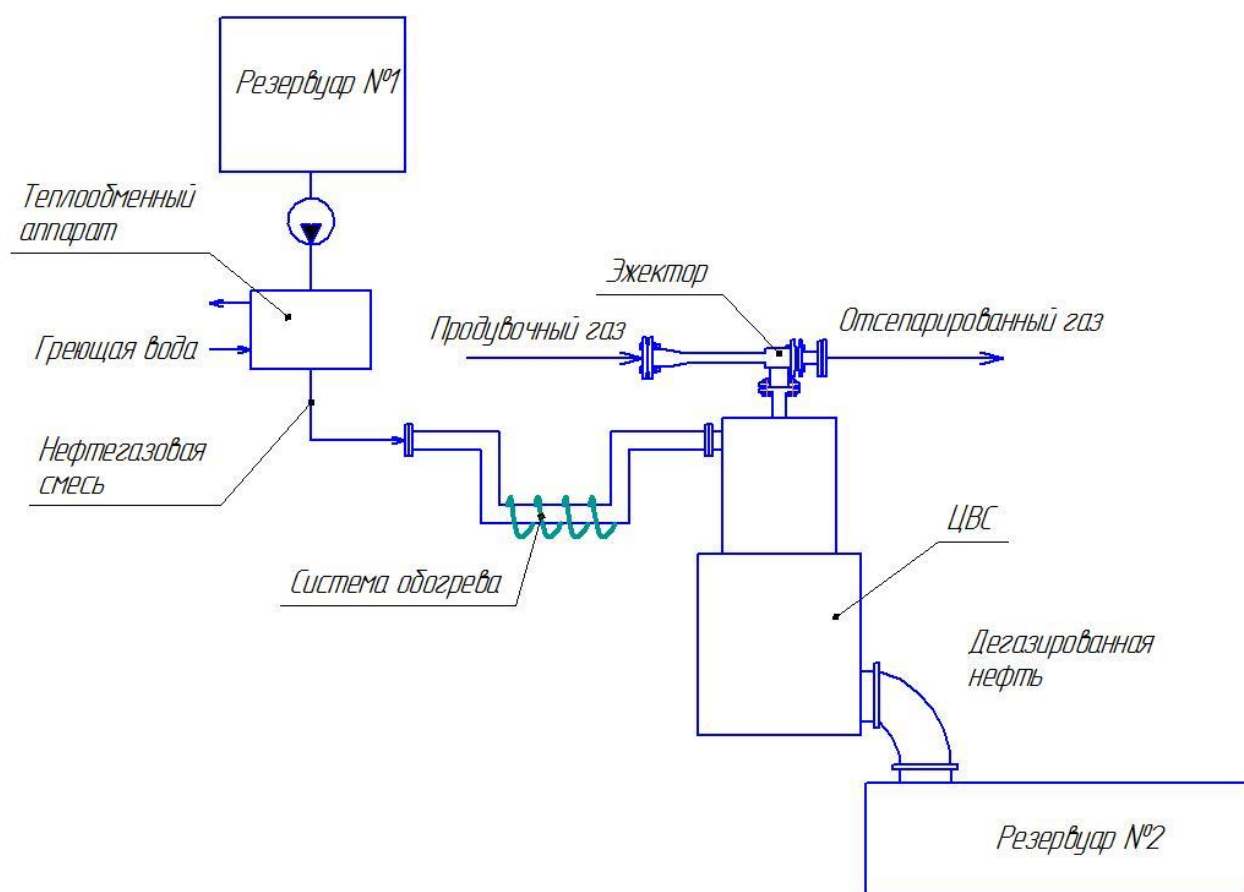 Резервуар №1
Теплообменный
аппарат
Эжектор
Продувочный газ
Отсепарированный газ
Греющая вода
Нефтегазовая
смесь
ЦВС
Система обогрева
Дегазированная
нефть
Резервуар №2